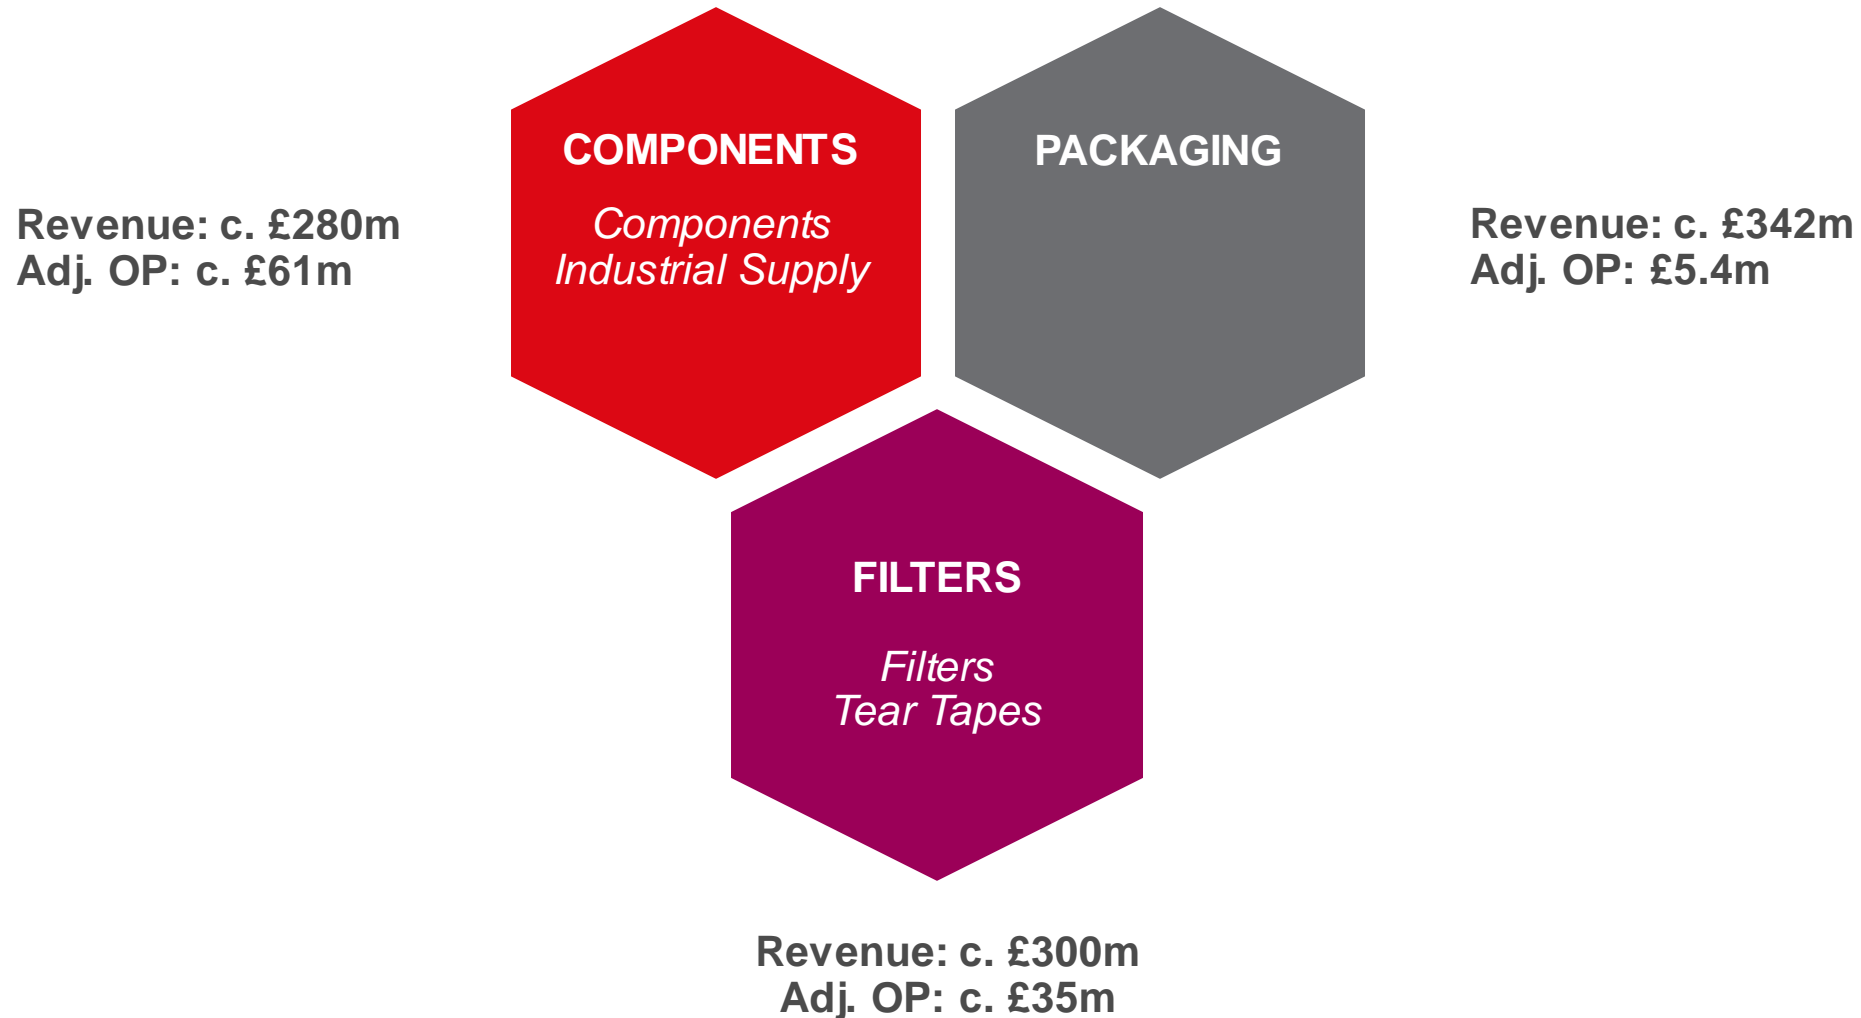 COMPONENTS
Components
Industrial Supply
Revenue: c. £280m
Adj. OP: c. £61m
PACKAGING
Revenue: c. £342m
Adj. OP: £5.4m
FILTERS
Filters
Tear Tapes
Revenue: c. £300m
Adj. OP: c. £35m